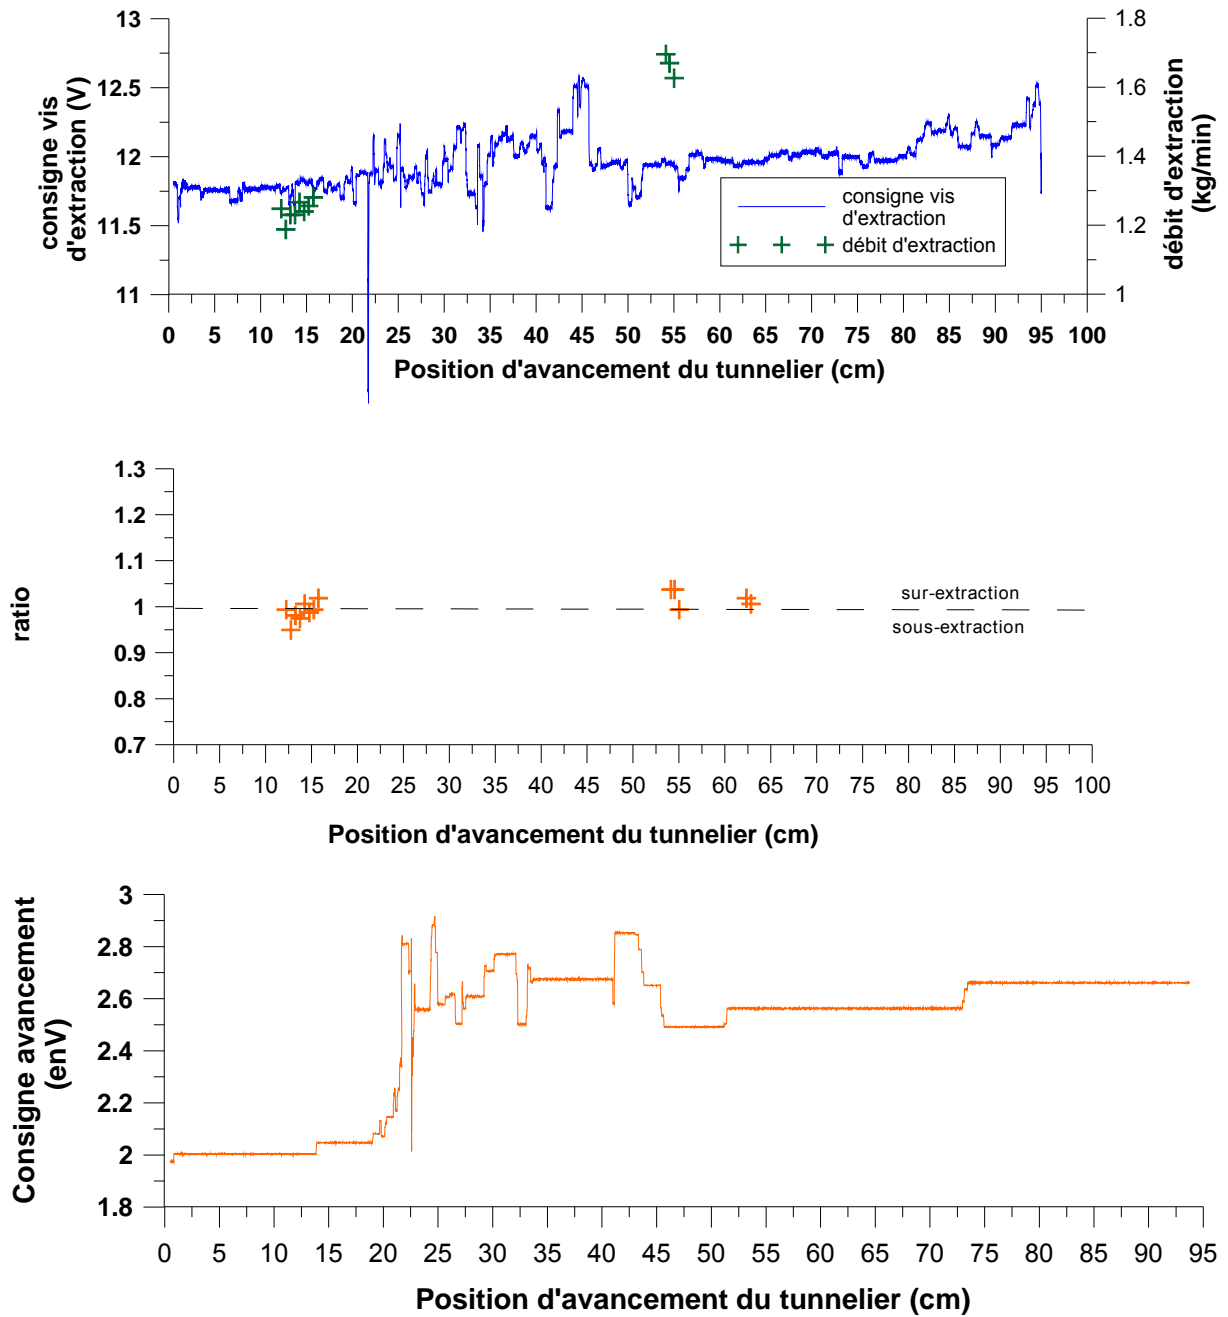 13
12.5
12
11.5
11
consigne vis
d'extraction (V)
1.8
1.6
1.4
1.2
1
débit d'extraction
(kg/min)
consigne vis
d'extraction
débit d'extraction
0 5 10 15 20 25 30 35 40 45 50 55 60 65 70 75 80 85 90 95 100
Position d'avancement du tunnelier (cm)
1.3
1.2
1.1
1
0.9
0.8
0.7
ratio
sur-extraction
sous-extraction
0 5 10 15 20 25 30 35 40 45 50 55 60 65 70 75 80 85 90 95 100
Position d'avancement du tunnelier (cm)
3
2.8
2.6
2.4
2.2
2
1.8
Consigne avancement
(enV)
0 5 10 15 20 25 30 35 40 45 50 55 60 65 70 75 80 85 90 95
Position d'avancement du tunnelier (cm)